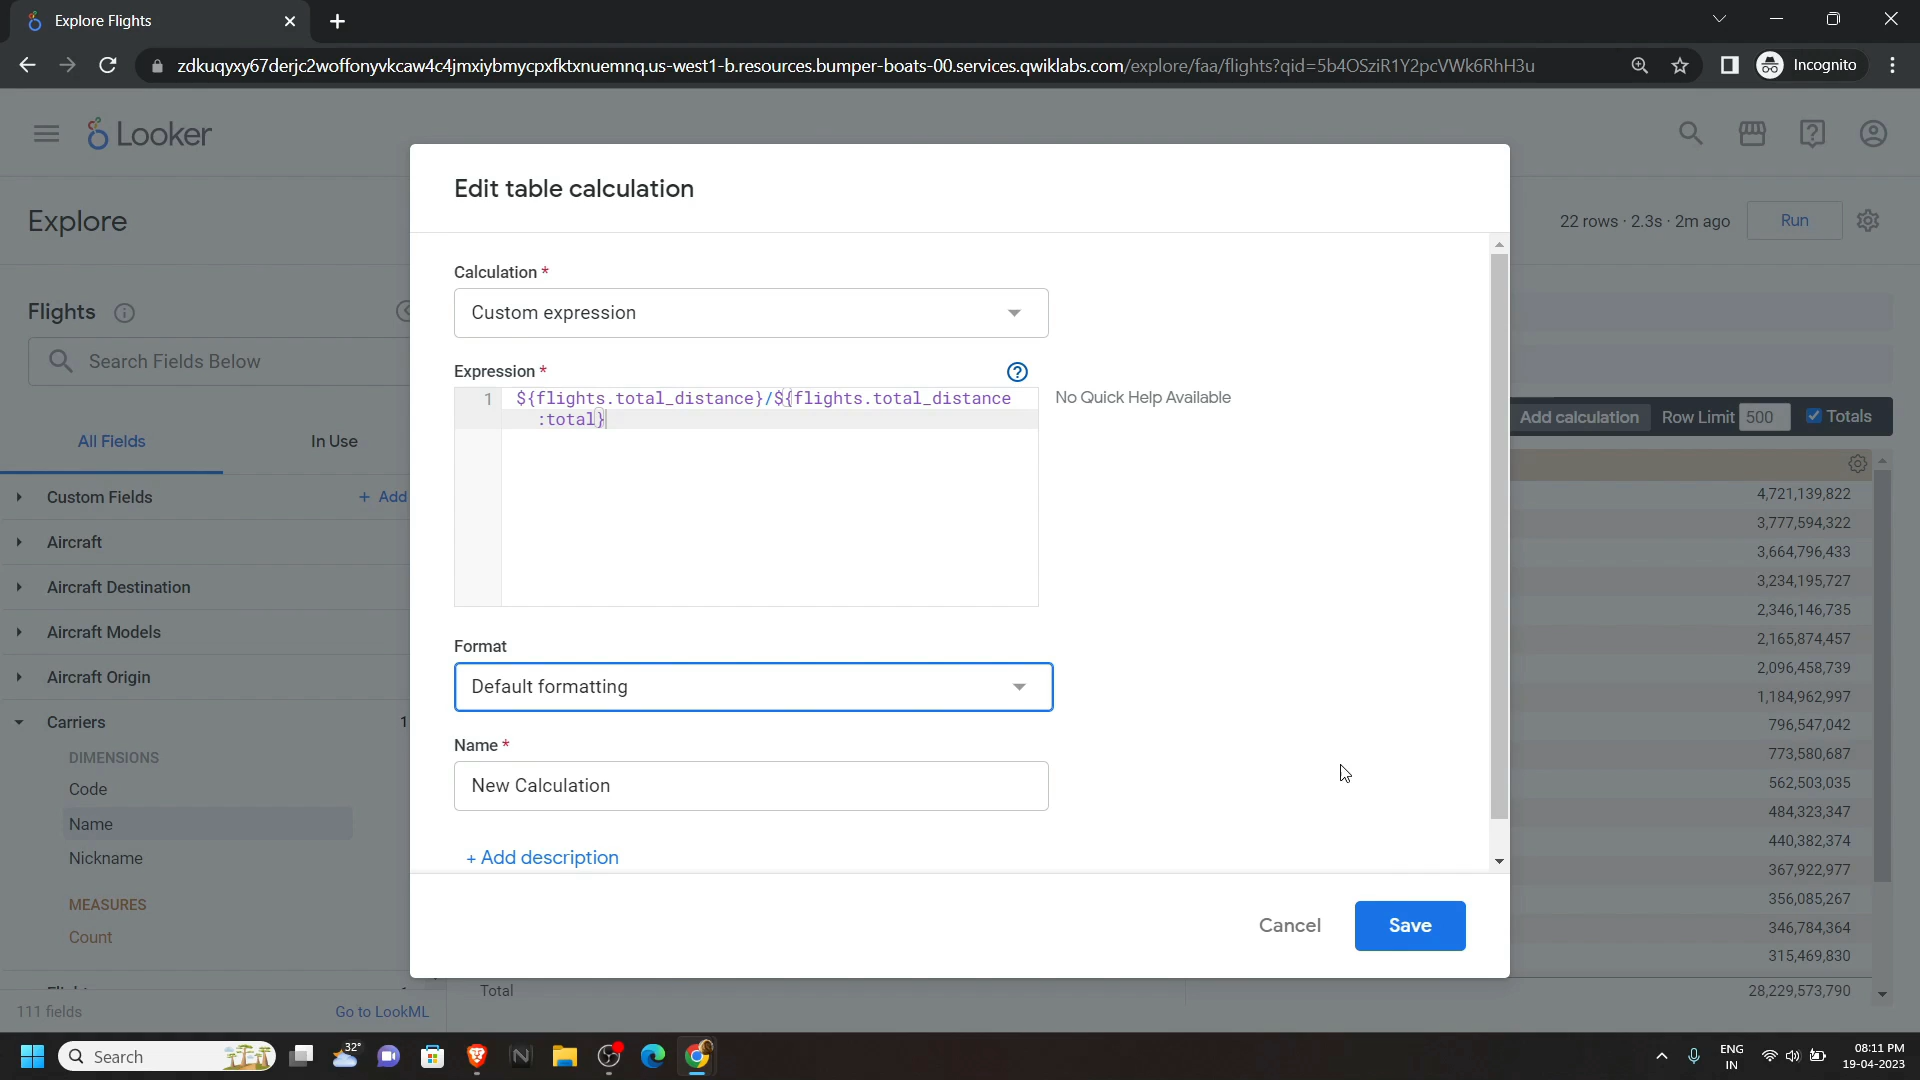 Explore Flights
zdkuqyxy67derjc2woffonyvkcaw4c4jmxiybmycpxfktxnuemnq.us-west1-b.resources.bumper-boats-00.services.qwiklabs.com/explore/faa/flights?qid=5b4OSziR1Y2pcVWk6RhH3u
Incognito
Looker
Explore
22 rows · 2.3s · 2m ago
Run
Flights
Search Fields Below
All Fields
In Use
Custom Fields
+ Add
Aircraft
Aircraft Destination
Aircraft Models
Aircraft Origin
Carriers
1
DIMENSIONS
Code
Name
Nickname
MEASURES
Count
111 fields
Go to LookML
Edit table calculation
Calculation *
Custom expression
Expression *
1
${flights.total_distance}/${flights.total_distance
:total}
No Quick Help Available
Format
Default formatting
Name *
New Calculation
+ Add description
Cancel
Save
Add calculation
Row Limit
500
Totals
4,721,139,822
3,777,594,322
3,664,796,433
3,234,195,727
2,346,146,735
2,165,874,457
2,096,458,739
1,184,962,997
796,547,042
773,580,687
562,503,035
484,323,347
440,382,374
367,922,977
356,085,267
346,784,364
315,469,830
Total
28,229,573,790
Search
32°
ENG
IN
08:11 PM
19-04-2023